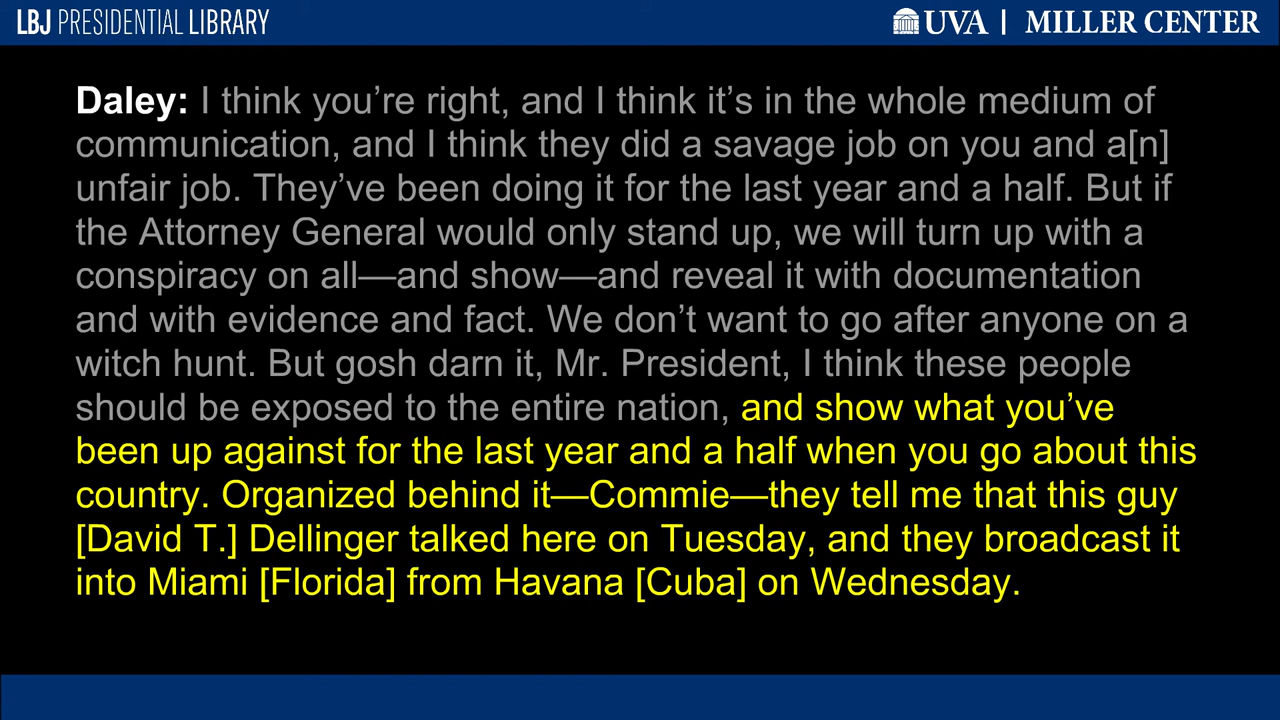 LBJ PRESIDENTIAL LIBRARY
UVA | MILLER CENTER
Daley: I think you’re right, and I think it’s in the whole medium of
communication, and I think they did a savage job on you and a[n]
unfair job. They’ve been doing it for the last year and a half. But if
the Attorney General would only stand up, we will turn up with a
conspiracy on all—and show—and reveal it with documentation
and with evidence and fact. We don’t want to go after anyone on a
witch hunt. But gosh darn it, Mr. President, I think these people
should be exposed to the entire nation, and show what you’ve
been up against for the last year and a half when you go about this
country. Organized behind it—Commie—they tell me that this guy
[David T.] Dellinger talked here on Tuesday, and they broadcast it
into Miami [Florida] from Havana [Cuba] on Wednesday.